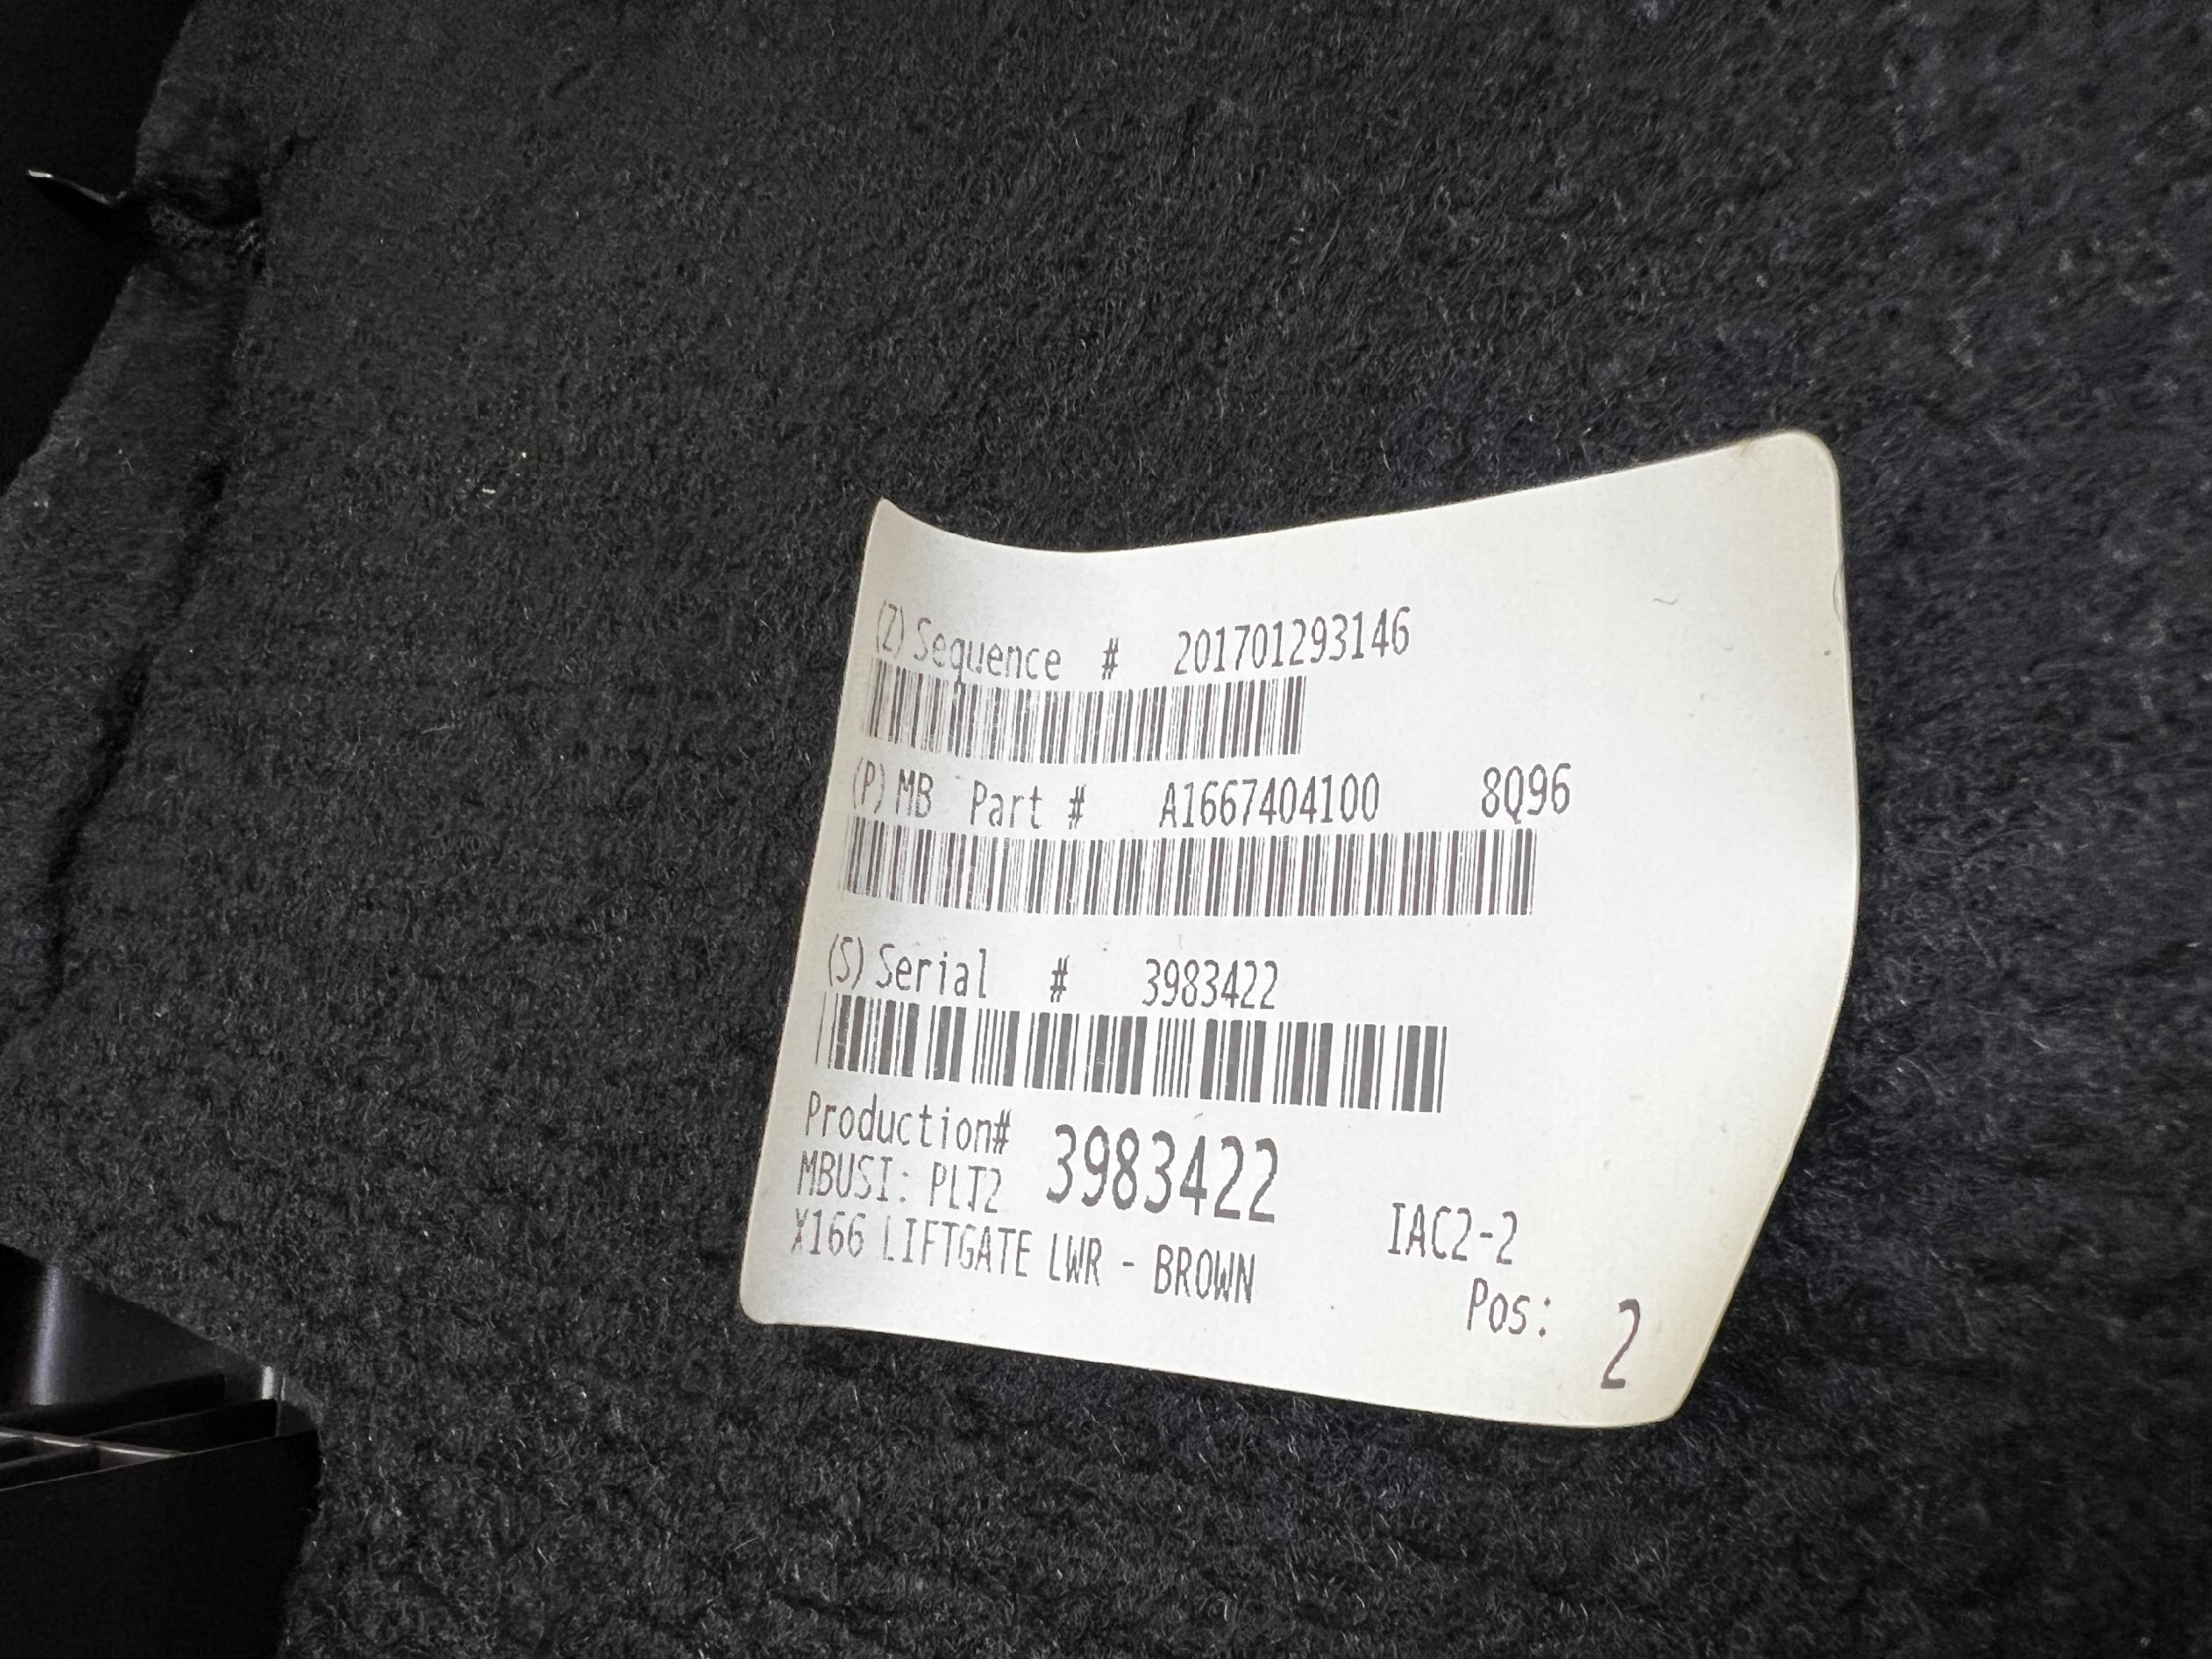 (Z) Sequence # 201701293146
(P) MB Part # A1667404100 8Q96
(S) Serial # 3983422
Production# 3983422
MBUSI: PLT2
IAC2-2
X166 LIFTGATE LWR - BROWN
Pos: 2